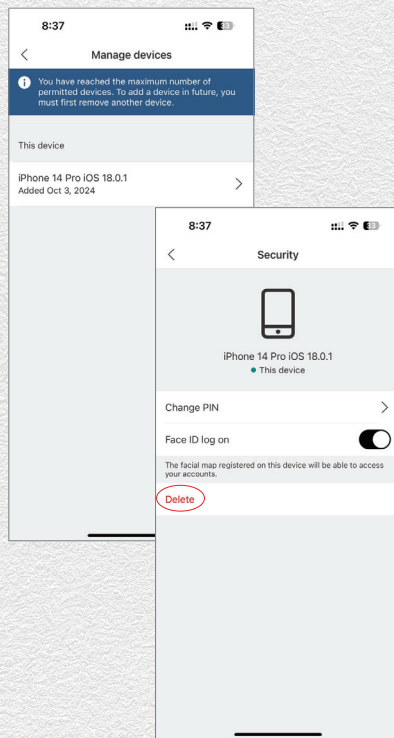 8:37
33
Manage devices
You have reached the maximum number of
permitted devices. To add a device in future, you
must first remove another device.
This device
iPhone 14 Pro iOS 18.0.1
Added Oct 3, 2024
8:37
33
Security
iPhone 14 Pro iOS 18.0.1
This device
Change PIN
Face ID log on
The facial map registered on this device will be able to access
your accounts.
Delete